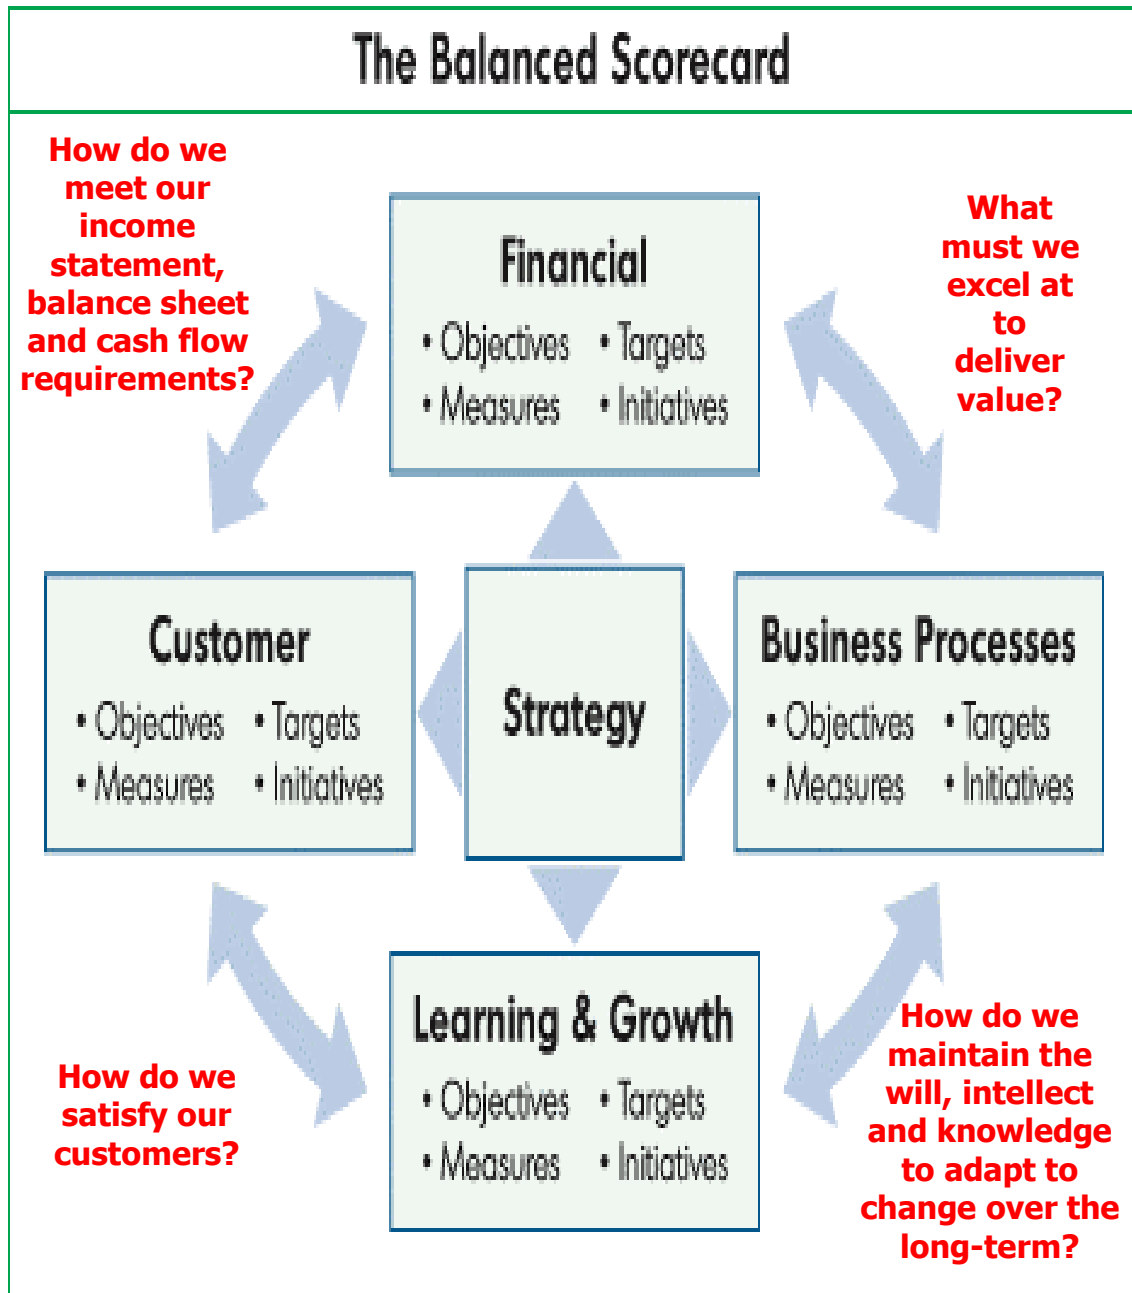 The Balanced Scorecard
How do we
meet our
income
statement,
balance sheet
and cash flow
requirements?
Financial
• Objectives • Targets
• Measures • Initiatives
What
must we
excel at
to
deliver
value?
Customer
• Objectives • Targets
• Measures • Initiatives
Strategy
Business Processes
• Objectives • Targets
• Measures • Initiatives
How do we
satisfy our
customers?
Learning & Growth
• Objectives • Targets
• Measures • Initiatives
How do we
maintain the
will, intellect
and knowledge
to adapt to
change over the
long-term?